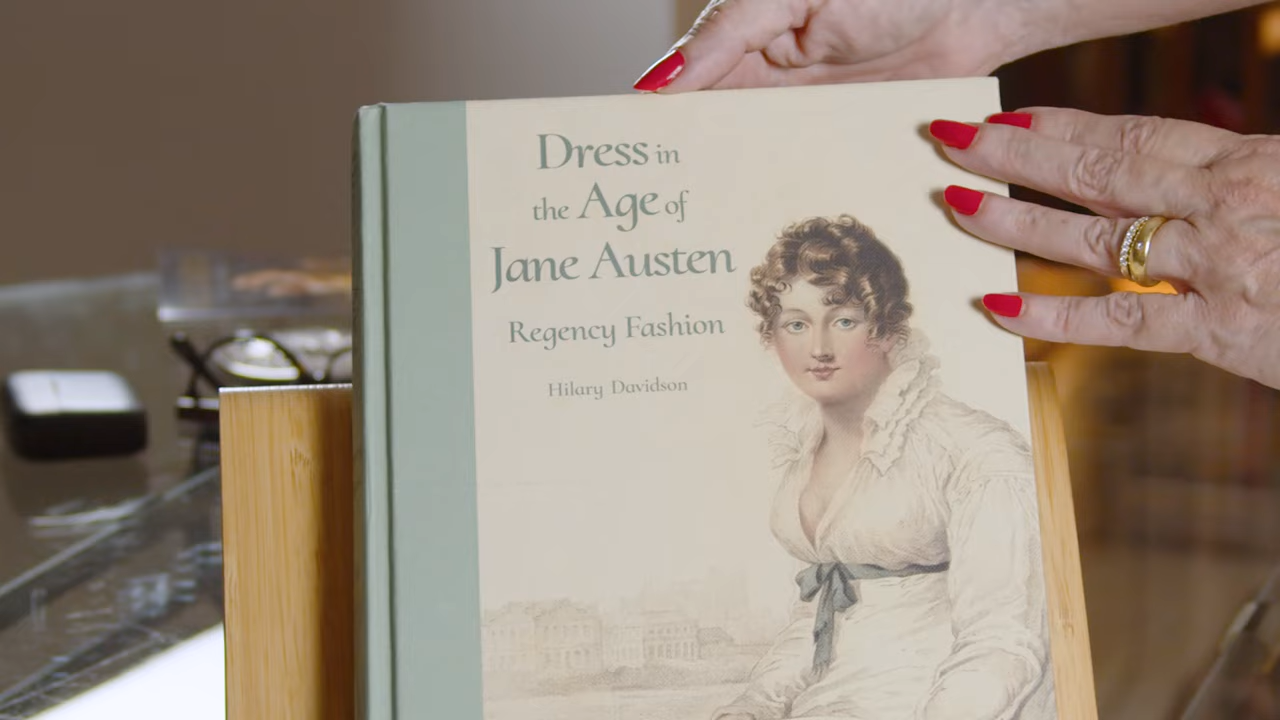 Dress in
the Age of
Jane Austen
Regency Fashion
Hilary Davidson